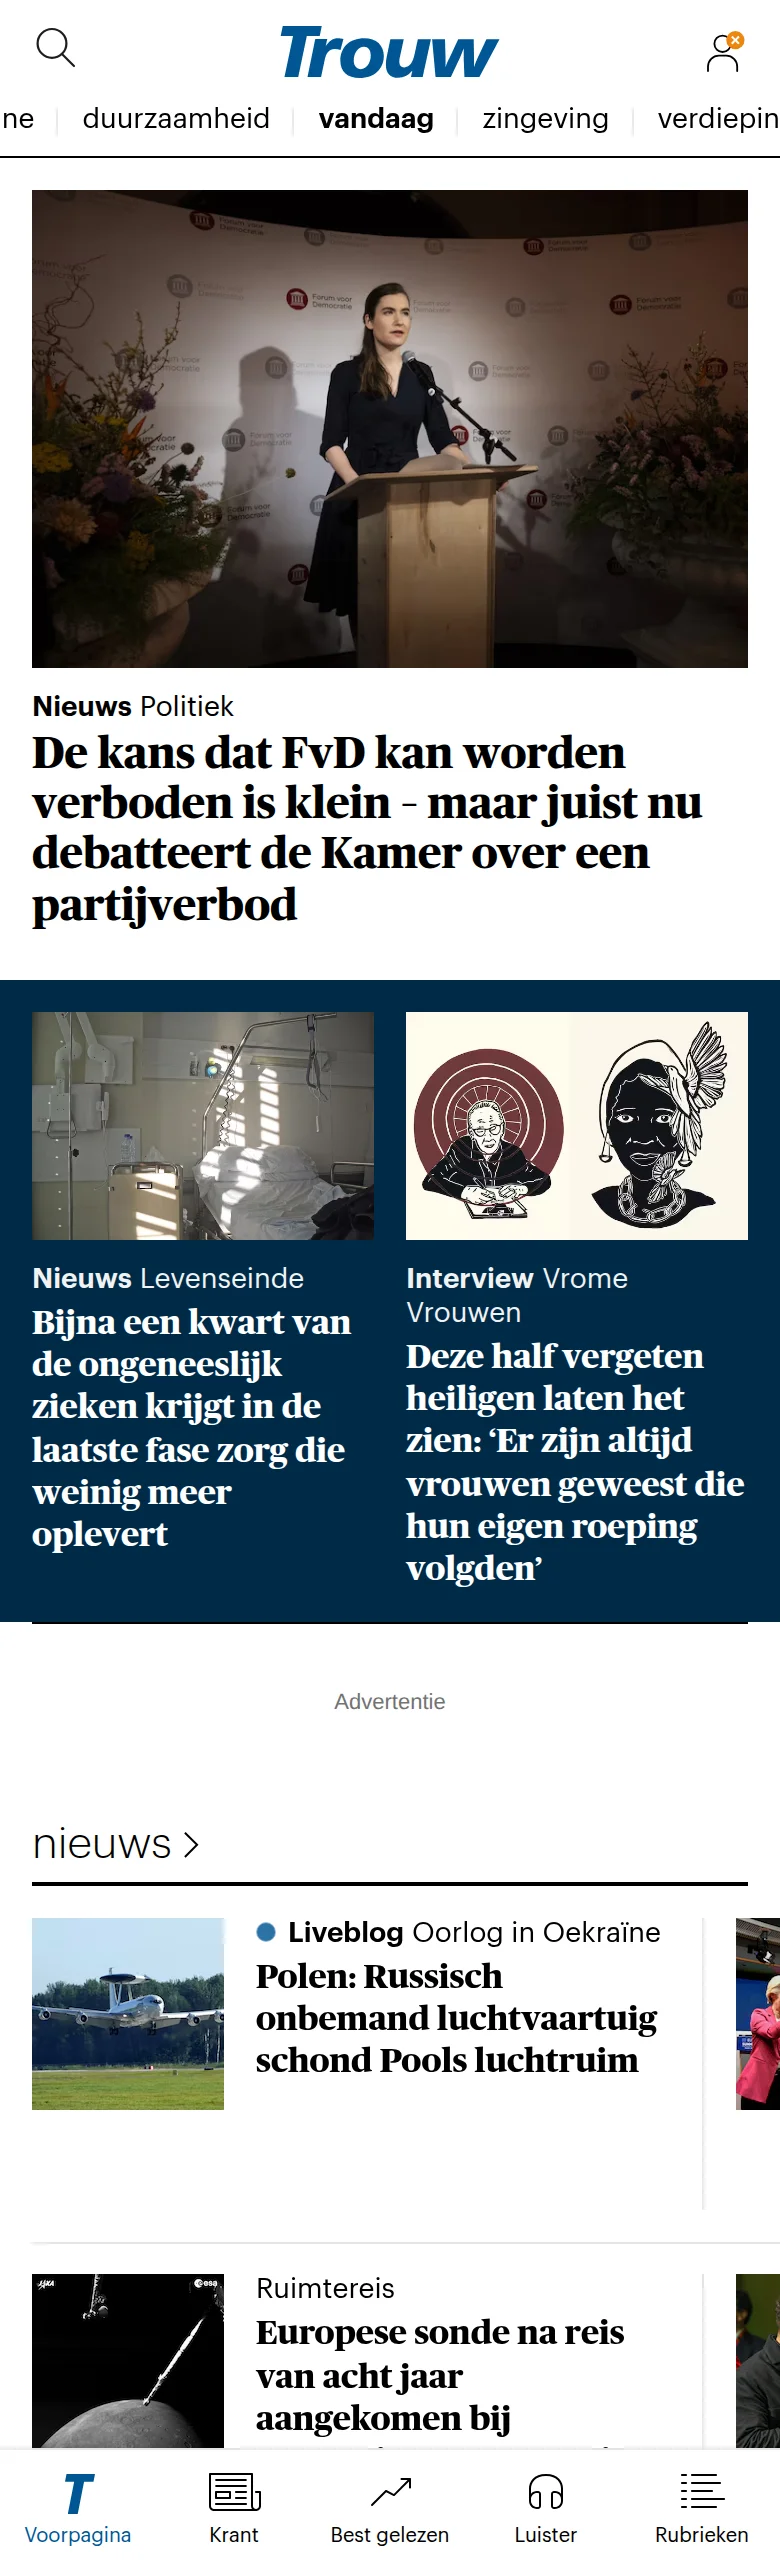 Trouw
ne
duurzaamheid
vandaag
zingeving
verdiepin
Forum voor
Democratie
Nieuws Politiek
De kans dat FvD kan worden
verboden is klein – maar juist nu
debatteert de Kamer over een
partijverbod
Nieuws Levenseinde
Bijna een kwart van
de ongeneeslijk
zieken krijgt in de
laatste fase zorg die
weinig meer
oplevert
Interview Vrome
Vrouwen
Deze half vergeten
heiligen laten het
zien: ‘Er zijn altijd
vrouwen geweest die
hun eigen roeping
volgden’
Advertentie
nieuws
Liveblog Oorlog in Oekraïne
Polen: Russisch
onbemand luchtvaartuig
schond Pools luchtruim
esa
Ruimtereis
Europese sonde na reis
van acht jaar
aangekomen bij
T
Voorpagina
Krant
Best gelezen
Luister
Rubrieken